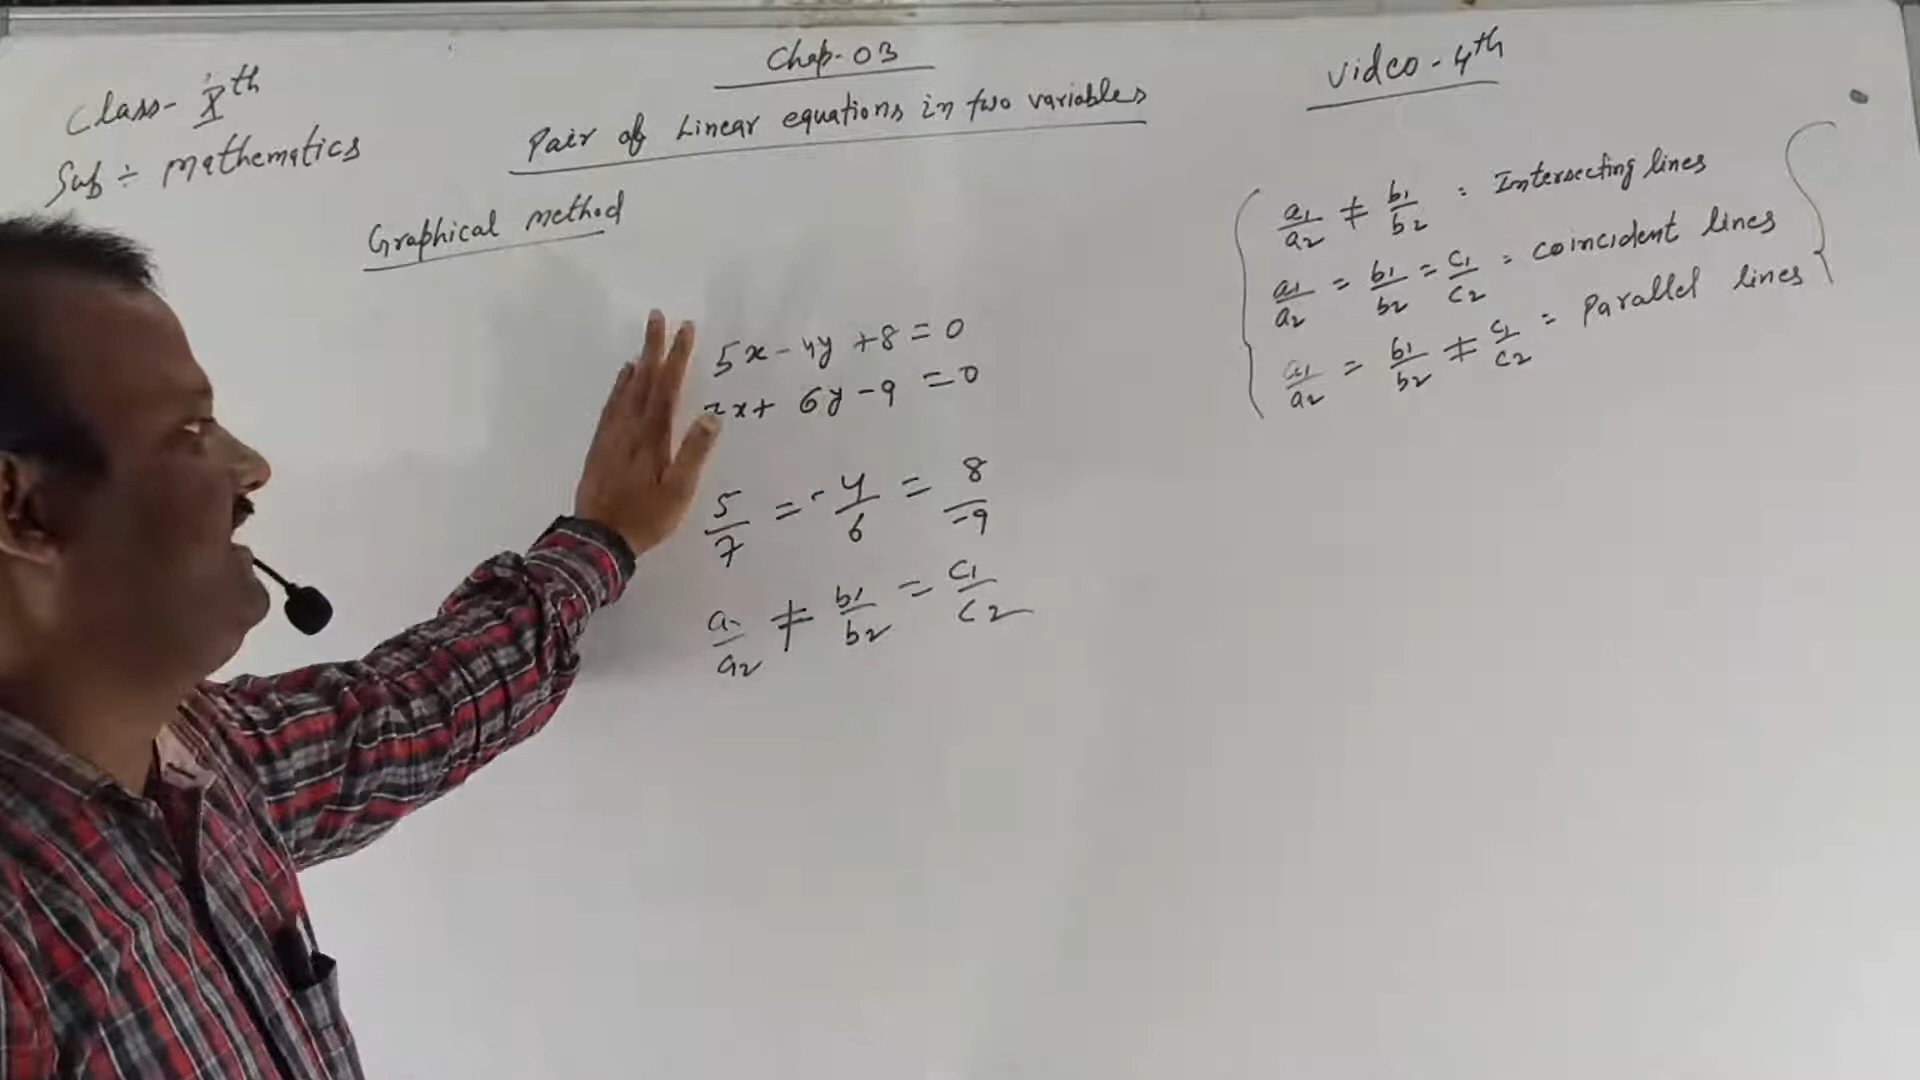 Chap-03
Class- Xth
Video-4th
Pair of Linear equations in two variables
Sub ÷ mathematics
Graphical method
a1/a2 ≠ b1/b2 : Intersecting lines
a1/a2 = b1/b2 = c1/c2 = coincident lines
a1/a2 = b1/b2 ≠ c1/c2 = Parallel lines
5x-4y+8=0
7x+6y-9=0
5/7 = -4/6 = 8/-9
a1/a2 ≠ b1/b2 = c1/c2